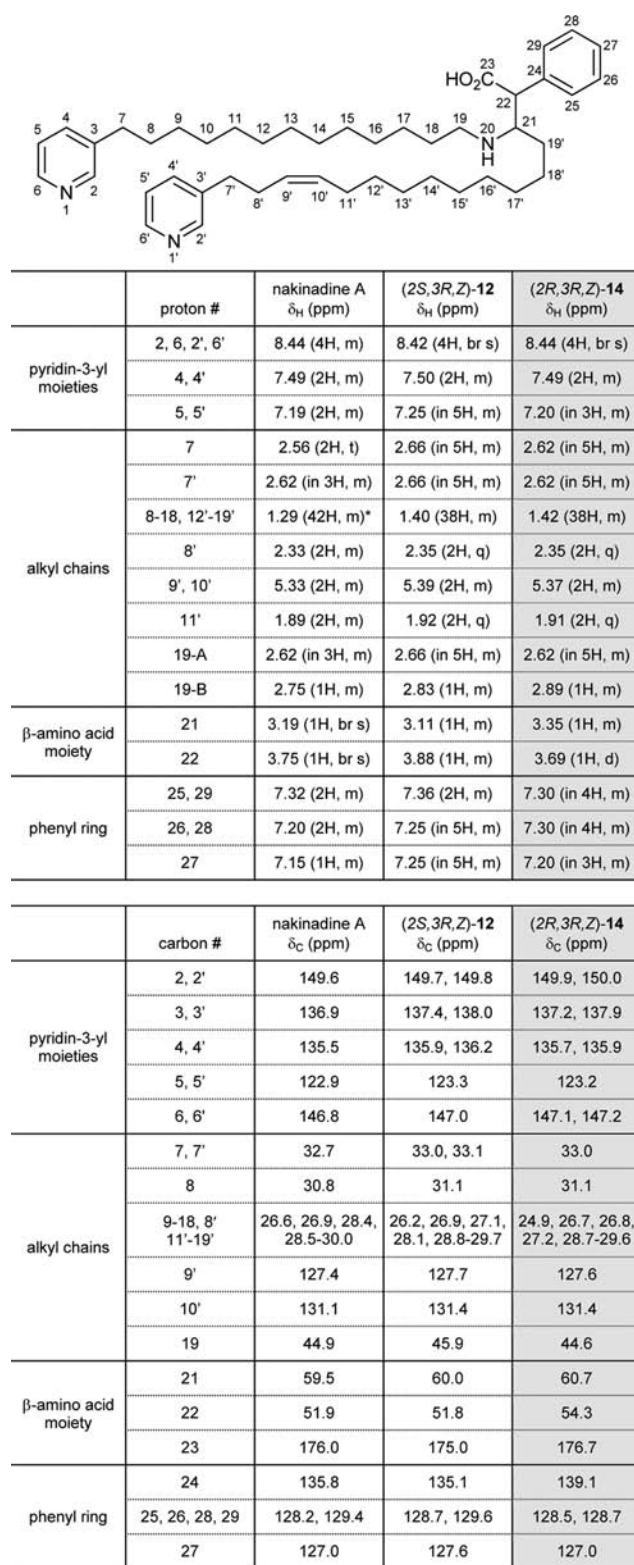 28
29
27
23
24
HO₂C
26
22
25
4
7
9
11
13
15
17
19
20
21
5
3
8
10
12
14
16
18
N
H
19'
6
N
2
1
4'
5'
3'
7'
9'
10'
12'
14'
16'
18'
8'
11'
13'
15'
17'
6'
N
2'
1'
proton # nakinadine A δH (ppm) (2S,3R,Z)-12 δH (ppm) (2R,3R,Z)-14 δH (ppm)
pyridin-3-yl moieties
2, 6, 2', 6' 8.44 (4H, m) 8.42 (4H, br s) 8.44 (4H, br s)
4, 4' 7.49 (2H, m) 7.50 (2H, m) 7.49 (2H, m)
5, 5' 7.19 (2H, m) 7.25 (in 5H, m) 7.20 (in 3H, m)
alkyl chains
7 2.56 (2H, t) 2.66 (in 5H, m) 2.62 (in 5H, m)
7' 2.62 (in 3H, m) 2.66 (in 5H, m) 2.62 (in 5H, m)
8-18, 12'-19' 1.29 (42H, m)* 1.40 (38H, m) 1.42 (38H, m)
8' 2.33 (2H, m) 2.35 (2H, q) 2.35 (2H, q)
9', 10' 5.33 (2H, m) 5.39 (2H, m) 5.37 (2H, m)
11' 1.89 (2H, m) 1.92 (2H, q) 1.91 (2H, q)
19-A 2.62 (in 3H, m) 2.66 (in 5H, m) 2.62 (in 5H, m)
19-B 2.75 (1H, m) 2.83 (1H, m) 2.89 (1H, m)
β-amino acid moiety
21 3.19 (1H, br s) 3.11 (1H, m) 3.35 (1H, m)
22 3.75 (1H, br s) 3.88 (1H, m) 3.69 (1H, d)
phenyl ring
25, 29 7.32 (2H, m) 7.36 (2H, m) 7.30 (in 4H, m)
26, 28 7.20 (2H, m) 7.25 (in 5H, m) 7.30 (in 4H, m)
27 7.15 (1H, m) 7.25 (in 5H, m) 7.20 (in 3H, m)
carbon # nakinadine A δC (ppm) (2S,3R,Z)-12 δC (ppm) (2R,3R,Z)-14 δC (ppm)
pyridin-3-yl moieties
2, 2' 149.6 149.7, 149.8 149.9, 150.0
3, 3' 136.9 137.4, 138.0 137.2, 137.9
4, 4' 135.5 135.9, 136.2 135.7, 135.9
5, 5' 122.9 123.3 123.2
6, 6' 146.8 147.0 147.1, 147.2
alkyl chains
7, 7' 32.7 33.0, 33.1 33.0
8 30.8 31.1 31.1
9-18, 8' 26.6, 26.9, 28.4, 26.2, 26.9, 27.1, 24.9, 26.7, 26.8,
11'-19' 28.5-30.0 28.1, 28.8-29.7 27.2, 28.7-29.6
9' 127.4 127.7 127.6
10' 131.1 131.4 131.4
19 44.9 45.9 44.6
β-amino acid moiety
21 59.5 60.0 60.7
22 51.9 51.8 54.3
23 176.0 175.0 176.7
phenyl ring
24 135.8 135.1 139.1
25, 26, 28, 29 128.2, 129.4 128.7, 129.6 128.5, 128.7
27 127.0 127.6 127.0